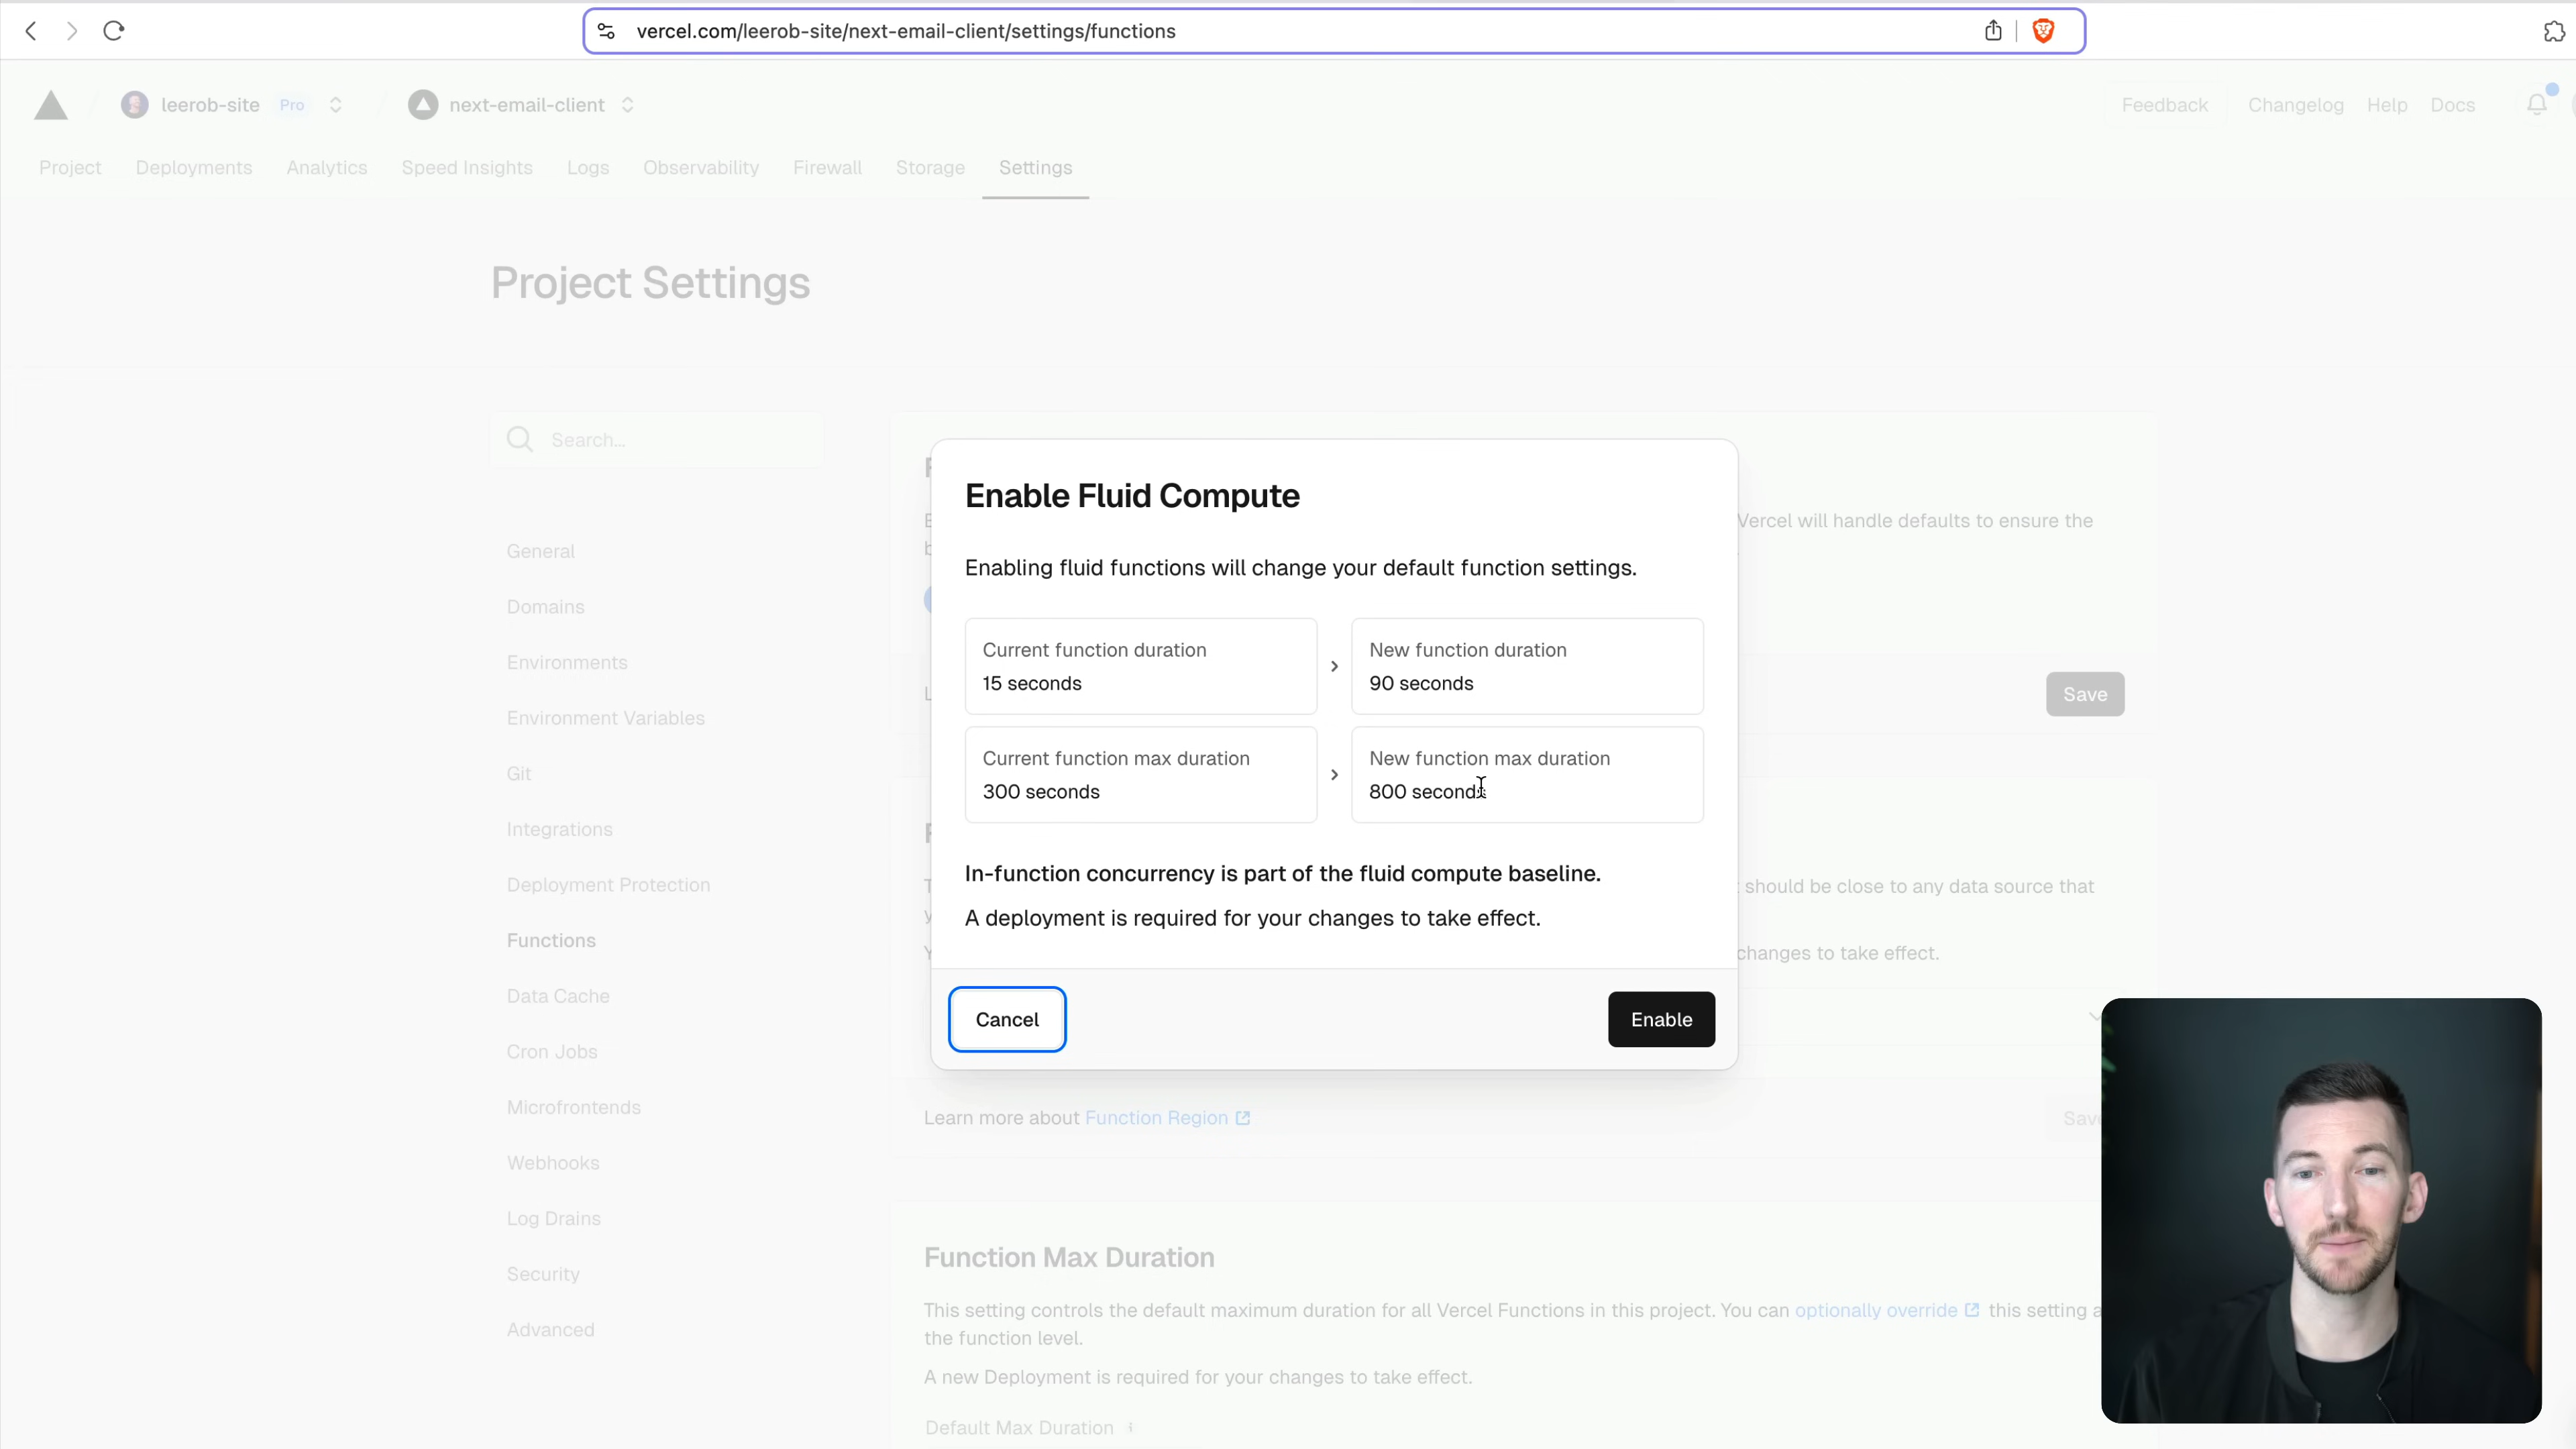 vercel.com/leerob-site/next-email-client/settings/functions
leerob-site Pro next-email-client Feedback Changelog Help Docs
Project Deployments Analytics Speed Insights Logs Observability Firewall Storage Settings
Project Settings
Search...
General
Domains
Environments
Environment Variables
Git
Integrations
Deployment Protection
Functions
Data Cache
Cron Jobs
Microfrontends
Webhooks
Log Drains
Security
Advanced
Vercel will handle defaults to ensure the
Save
should be close to any data source that
changes to take effect.
Enable Fluid Compute
Enabling fluid functions will change your default function settings.
Current function duration
15 seconds
New function duration
90 seconds
Current function max duration
300 seconds
New function max duration
800 seconds
In-function concurrency is part of the fluid compute baseline.
A deployment is required for your changes to take effect.
Cancel
Enable
Learn more about Function Region
Function Max Duration
This setting controls the default maximum duration for all Vercel Functions in this project. You can optionally override this setting
the function level.
A new Deployment is required for your changes to take effect.
Default Max Duration